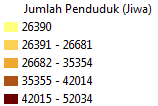 Jumlah Penduduk (Jiwa)
26390
26391 - 26681
26682 - 35354
35355 - 42014
42015 - 52034